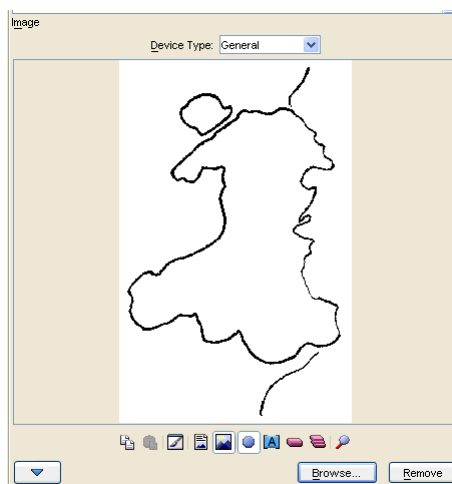 Image
Device Type: General
[A]
Browse...
Remove